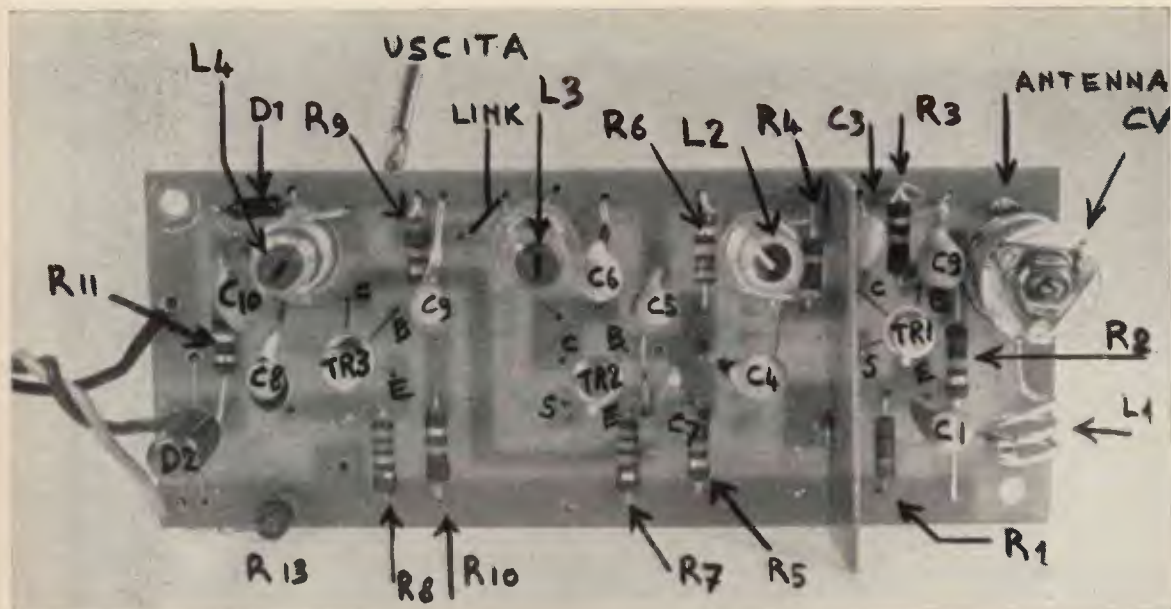 USCITA
L4
D1
R9
LINK
L3
R6
L2
R4
C3
R3
ANTENNA
CV
R11
C10
C
B
C9
C6
C5
C
B
C9
R2
C8
TR3
E
C
B
TR2
S
E
C4
TR1
S
E
C7
C1
L1
D2
R13
R8
R10
R7
R5
R1